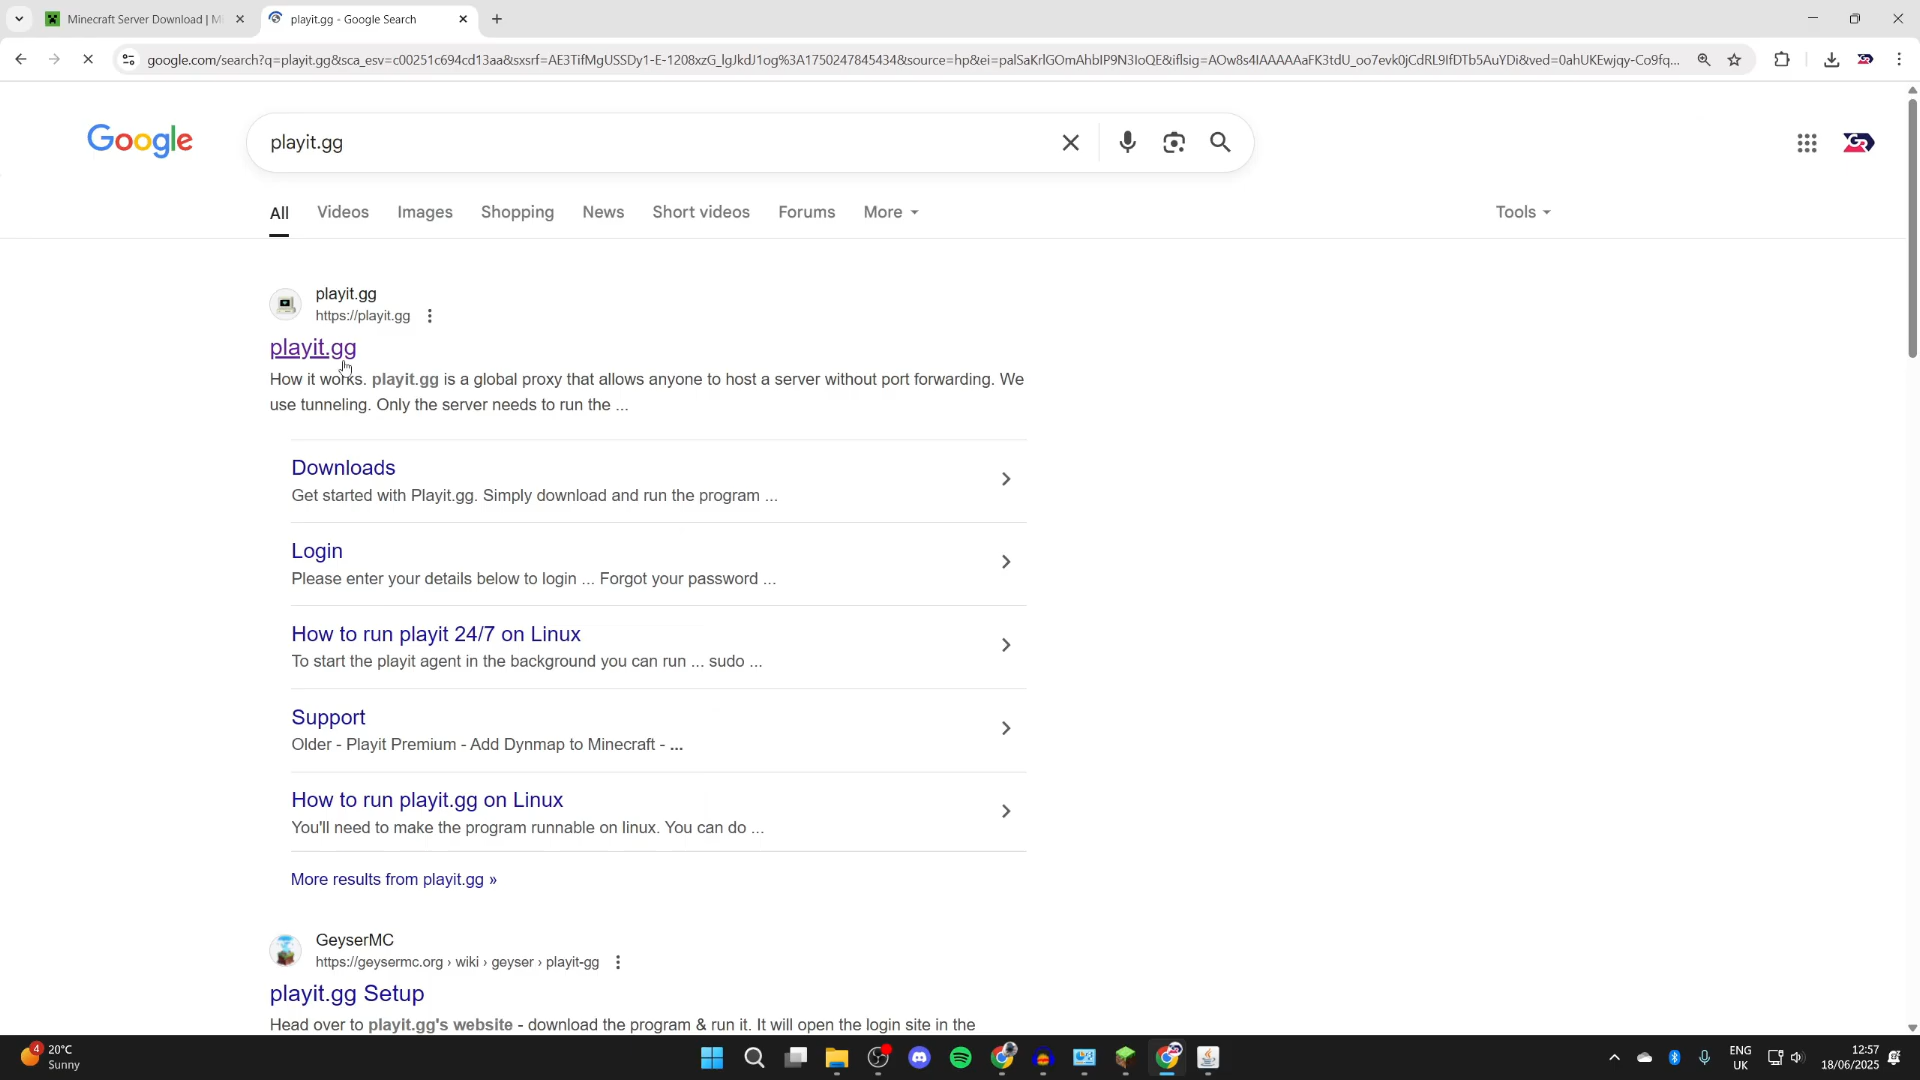 Minecraft Server Download | M
playit.gg - Google Search
google.com/search?q=playit.gg&sca_esv=c00251c694cd13aa&sxsrf=AE3TifMgUSSDy1-E-1208xzG_lgJkdJ1og%3A1750247845434&source=hp&ei=palSaKrlGOmAhbIP9N3IoQE&iflsig=AOw8s4IAAAAAaFK3tdU_oo7evk0jCdRL9IfDTb5AuYDi&ved=0ahUKEwjqy-Co9fq...
Google
playit.gg
All Videos Images Shopping News Short videos Forums More Tools
playit.gg
https://playit.gg
playit.gg
How it works. playit.gg is a global proxy that allows anyone to host a server without port forwarding. We
use tunneling. Only the server needs to run the ...
Downloads
Get started with Playit.gg. Simply download and run the program ...
Login
Please enter your details below to login ... Forgot your password ...
How to run playit 24/7 on Linux
To start the playit agent in the background you can run ... sudo ...
Support
Older - Playit Premium - Add Dynmap to Minecraft - ...
How to run playit.gg on Linux
You'll need to make the program runnable on linux. You can do ...
More results from playit.gg »
GeyserMC
https://geysermc.org › wiki › geyser › playit-gg
playit.gg Setup
Head over to playit.gg's website - download the program & run it. It will open the login site in the
4
20°C
Sunny
ENG
UK
12:57
18/06/2025